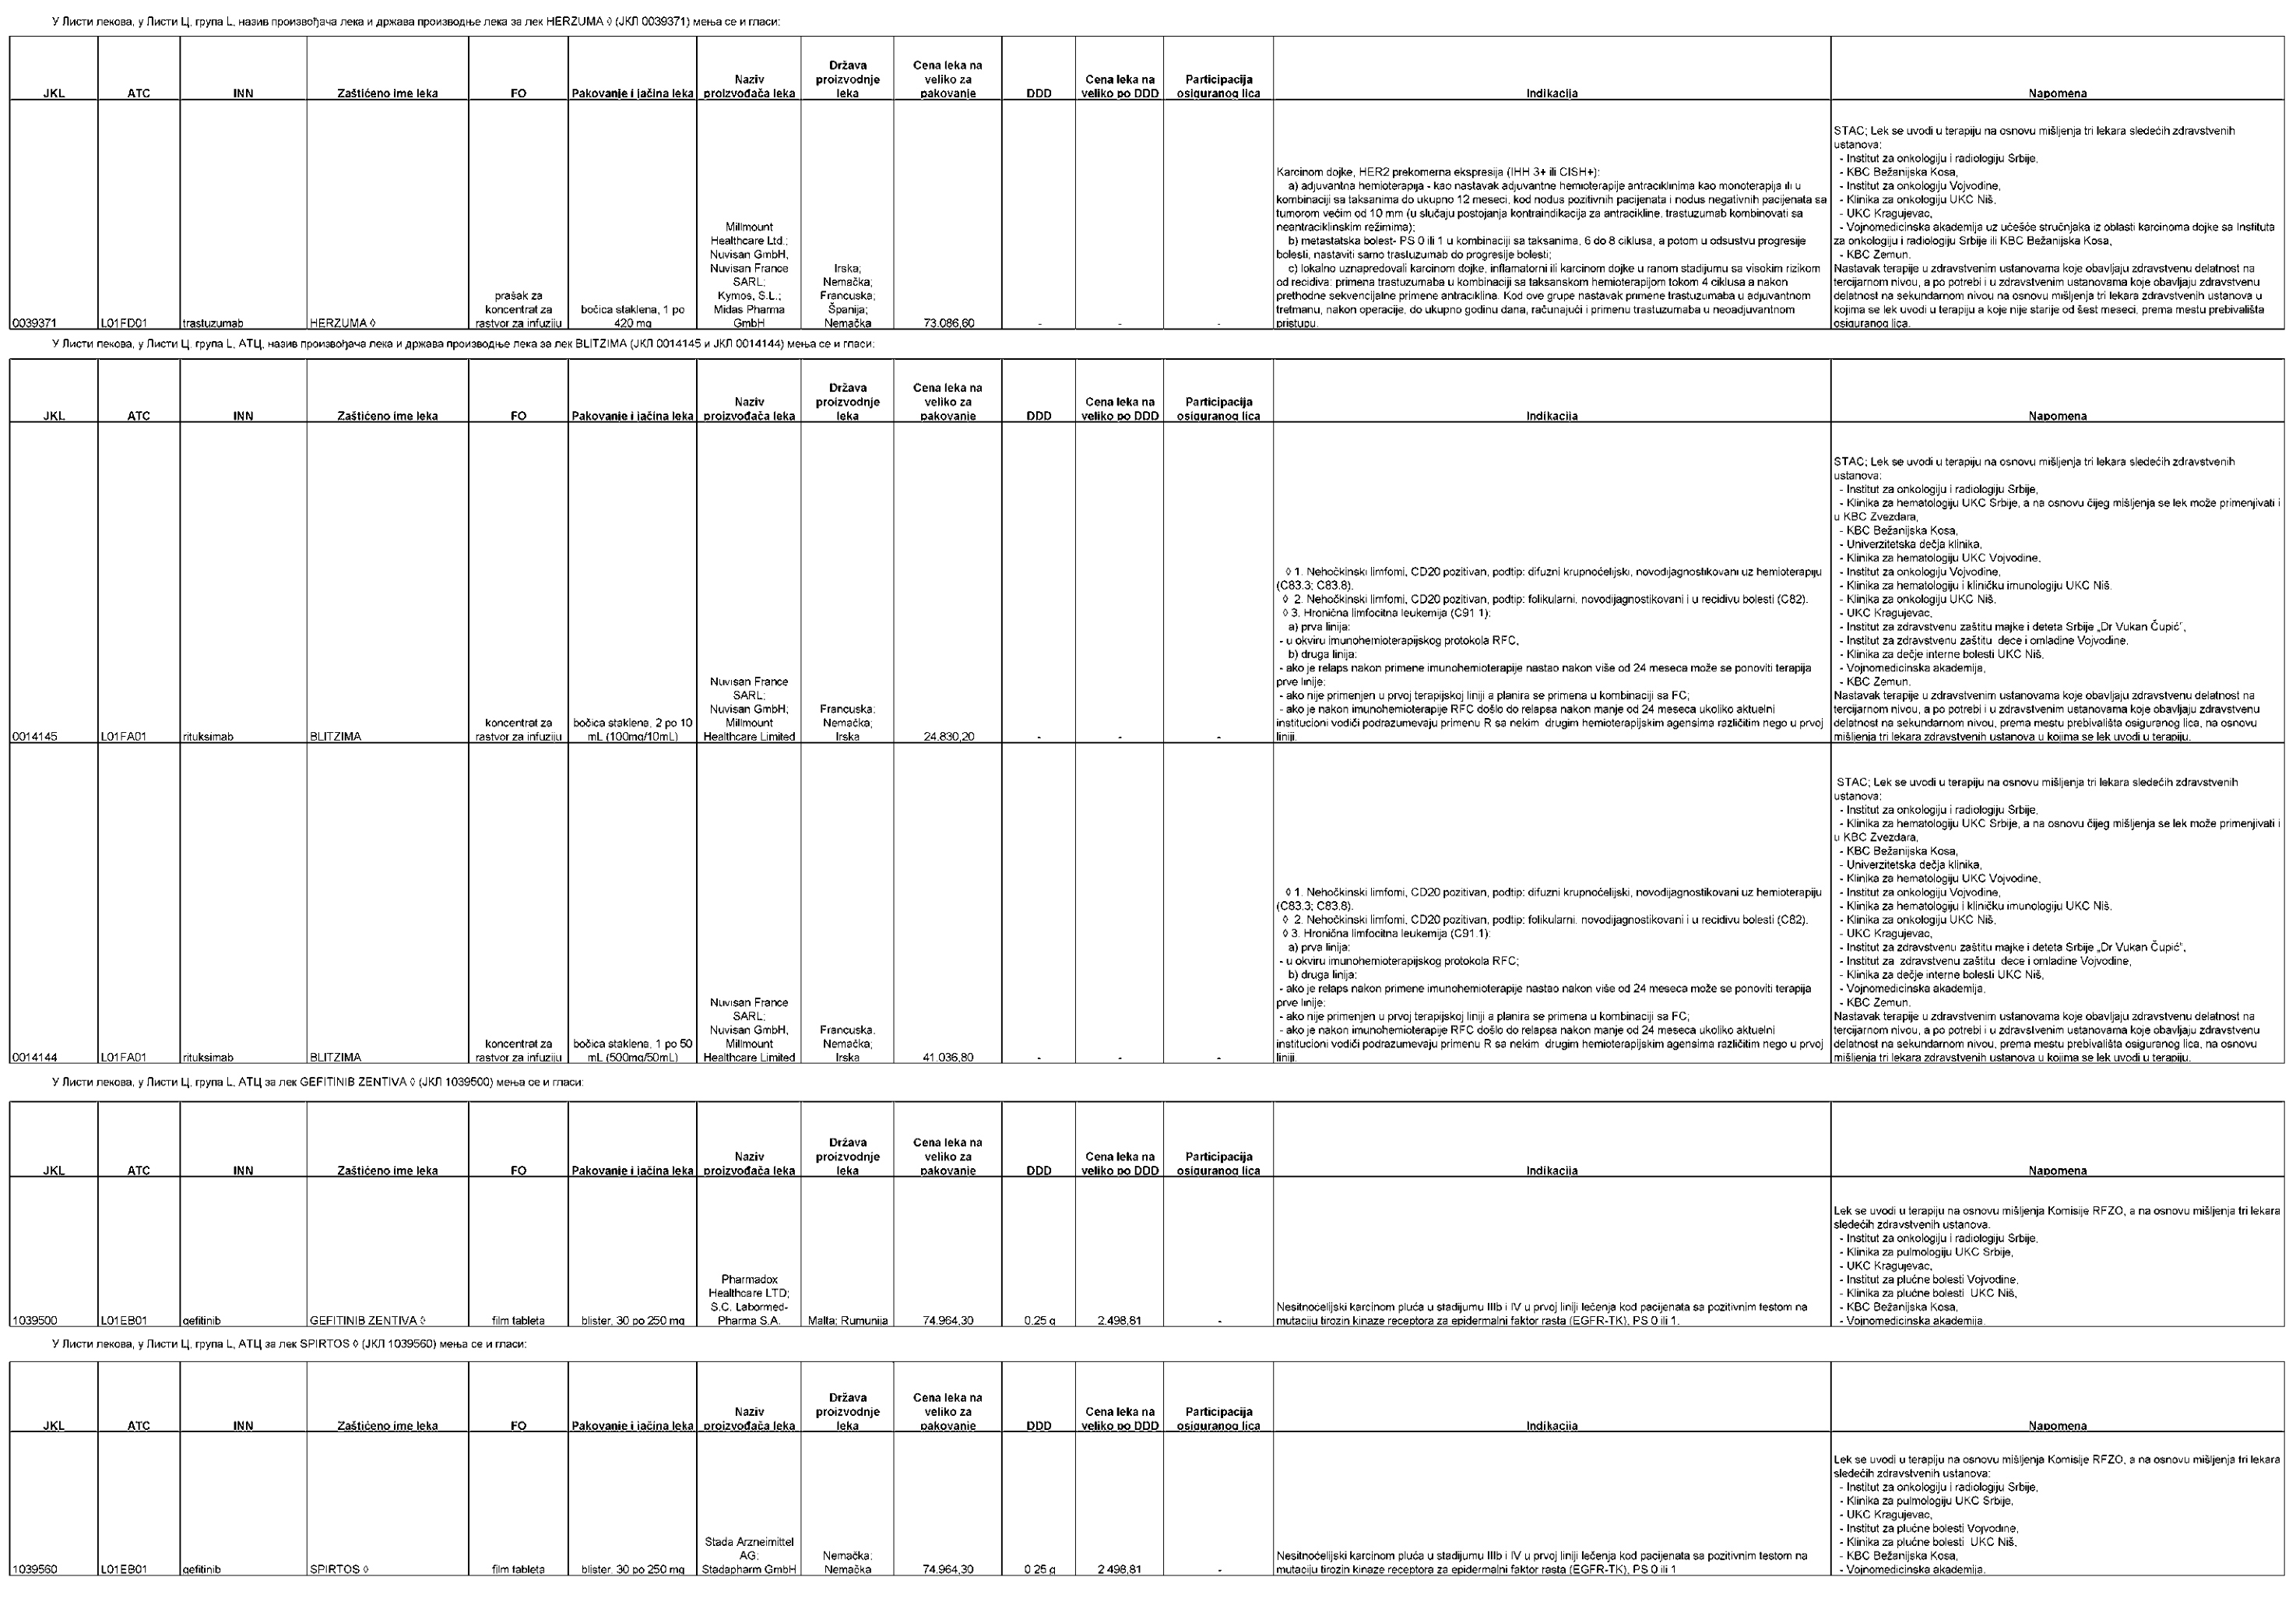 У Листи лекова, у Листи Ц, група L, назив произвођача лека и држава производње лека за лек HERZUMA ◊ (ЈКЛ 0039371) мења се и гласи:
JKL ATC INN Zaštićeno ime leka FO Pakovanje i jačina leka Naziv proizvođača leka Država proizvodnje leka Cena leka na veliko za pakovanje DDD Cena leka na veliko po DDD Participacija osiguranog lica Indikacija Napomena
0039371 L01FD01 trastuzumab HERZUMA ◊
prašak za
koncentrat za
rastvor za infuziju
bočica staklena, 1 po
420 mg
Millmount
Healthcare Ltd.;
Nuvisan GmbH,
Nuvisan France
SARL;
Kymos, S.L.;
Midas Pharma
GmbH
Irska;
Nemačka;
Francuska;
Španija;
Nemačka
73.086,60 - - -
Karcinom dojke, HER2 prekomerna ekspresija (IHH 3+ ili CISH+):
a) adjuvantna hemioterapija - kao nastavak adjuvantne hemioterapije antraciklinima kao monoterapija ili u
kombinaciji sa taksanima do ukupno 12 meseci, kod nodus pozitivnih pacijenata i nodus negativnih pacijenata sa
tumorom većim od 10 mm (u slučaju postojanja kontraindikacija za antracikline, trastuzumab kombinovati sa
neantraciklinskim režimima);
b) metastatska bolest- PS 0 ili 1 u kombinaciji sa taksanima, 6 do 8 ciklusa, a potom u odsustvu progresije
bolesti, nastaviti samo trastuzumab do progresije bolesti;
c) lokalno uznapredovali karcinom dojke, inflamatorni ili karcinom dojke u ranom stadijumu sa visokim rizikom
od recidiva: primena trastuzumaba u kombinaciji sa taksanskom hemioterapijom tokom 4 ciklusa a nakon
prethodne sekvencijalne primene antraciklina. Kod ove grupe nastavak primene trastuzumaba u adjuvantnom
tretmanu, nakon operacije, do ukupno godinu dana, računajući i primenu trastuzumaba u neoadjuvantnom
pristupu.
STAC; Lek se uvodi u terapiju na osnovu mišljenja tri lekara sledećih zdravstvenih
ustanova:
- Institut za onkologiju i radiologiju Srbije,
- KBC Bežanijska Kosa,
- Institut za onkologiju Vojvodine,
- Klinika za onkologiju UKC Niš,
- UKC Kragujevac,
- Vojnomedicinska akademija uz učešće stručnjaka iz oblasti karcinoma dojke sa Instituta
za onkologiju i radiologiju Srbije ili KBC Bežanijska Kosa,
- KBC Zemun.
Nastavak terapije u zdravstvenim ustanovama koje obavljaju zdravstvenu delatnost na
tercijarnom nivou, a po potrebi i u zdravstvenim ustanovama koje obavljaju zdravstvenu
delatnost na sekundarnom nivou na osnovu mišljenja tri lekara zdravstvenih ustanova u
kojima se lek uvodi u terapiju a koje nije starije od šest meseci, prema mestu prebivališta
osiguranog lica.
У Листи лекова, у Листи Ц, група L, АТЦ, назив произвођача лека и држава производње лека за лек BLITZIMA (ЈКЛ 0014145 и ЈКЛ 0014144) мења се и гласи:
JKL ATC INN Zaštićeno ime leka FO Pakovanje i jačina leka Naziv proizvođača leka Država proizvodnje leka Cena leka na veliko za pakovanje DDD Cena leka na veliko po DDD Participacija osiguranog lica Indikacija Napomena
0014145 L01FA01 rituksimab BLITZIMA
koncentrat za
rastvor za infuziju
bočica staklena, 2 po 10
mL (100mg/10mL)
Nuvisan France
SARL;
Nuvisan GmbH;
Millmount
Healthcare Limited
Francuska;
Nemačka;
Irska
24.830,20 - - -
◊ 1. Nehočkinski limfomi, CD20 pozitivan, podtip: difuzni krupnoćelijski, novodijagnostikovani uz hemioterapiju
(C83.3; C83.8).
◊ 2. Nehočkinski limfomi, CD20 pozitivan, podtip: folikularni, novodijagnostikovani i u recidivu bolesti (C82).
◊ 3. Hronična limfocitna leukemija (C91.1):
a) prva linija:
- u okviru imunohemioterapijskog protokola RFC,
b) druga linija:
- ako je relaps nakon primene imunohemioterapije nastao nakon više od 24 meseca može se ponoviti terapija
prve linije;
- ako nije primenjen u prvoj terapijskoj liniji a planira se primena u kombinaciji sa FC;
- ako je nakon imunohemioterapije RFC došlo do relapsa nakon manje od 24 meseca ukoliko aktuelni
institucioni vodiči podrazumevaju primenu R sa nekim drugim hemioterapijskim agensima različitim nego u prvoj
liniji.
STAC; Lek se uvodi u terapiju na osnovu mišljenja tri lekara sledećih zdravstvenih
ustanova:
- Institut za onkologiju i radiologiju Srbije,
- Klinika za hematologiju UKC Srbije, a na osnovu čijeg mišljenja se lek može primenjivati i
u KBC Zvezdara,
- KBC Bežanijska Kosa,
- Univerzitetska dečja klinika,
- Klinika za hematologiju UKC Vojvodine,
- Institut za onkologiju Vojvodine,
- Klinika za hematologiju i kliničku imunologiju UKC Niš,
- Klinika za onkologiju UKC Niš,
- UKC Kragujevac,
- Institut za zdravstvenu zaštitu majke i deteta Srbije „Dr Vukan Čupić",
- Institut za zdravstvenu zaštitu dece i omladine Vojvodine,
- Klinika za dečje interne bolesti UKC Niš,
- Vojnomedicinska akademija,
- KBC Zemun.
Nastavak terapije u zdravstvenim ustanovama koje obavljaju zdravstvenu delatnost na
tercijarnom nivou, a po potrebi i u zdravstvenim ustanovama koje obavljaju zdravstvenu
delatnost na sekundarnom nivou, prema mestu prebivališta osiguranog lica, na osnovu
mišljenja tri lekara zdravstvenih ustanova u kojima se lek uvodi u terapiju.
0014144 L01FA01 rituksimab BLITZIMA
koncentrat za
rastvor za infuziju
bočica staklena, 1 po 50
mL (500mg/50mL)
Nuvisan France
SARL;
Nuvisan GmbH,
Millmount
Healthcare Limited
Francuska,
Nemačka;
Irska
41.036,80 - - -
◊ 1. Nehočkinski limfomi, CD20 pozitivan, podtip: difuzni krupnoćelijski, novodijagnostikovani uz hemioterapiju
(C83.3; C83.8).
◊ 2. Nehočkinski limfomi, CD20 pozitivan, podtip: folikularni, novodijagnostikovani i u recidivu bolesti (C82).
◊ 3. Hronična limfocitna leukemija (C91.1):
a) prva linija:
- u okviru imunohemioterapijskog protokola RFC;
b) druga linija:
- ako je relaps nakon primene imunohemioterapije nastao nakon više od 24 meseca može se ponoviti terapija
prve linije;
- ako nije primenjen u prvoj terapijskoj liniji a planira se primena u kombinaciji sa FC;
- ako je nakon imunohemioterapije RFC došlo do relapsa nakon manje od 24 meseca ukoliko aktuelni
institucioni vodiči podrazumevaju primenu R sa nekim drugim hemioterapijskim agensima različitim nego u prvoj
liniji.
STAC; Lek se uvodi u terapiju na osnovu mišljenja tri lekara sledećih zdravstvenih
ustanova:
- Institut za onkologiju i radiologiju Srbije,
- Klinika za hematologiju UKC Srbije, a na osnovu čijeg mišljenja se lek može primenjivati i
u KBC Zvezdara,
- KBC Bežanijska Kosa,
- Univerzitetska dečja klinika,
- Klinika za hematologiju UKC Vojvodine,
- Institut za onkologiju Vojvodine,
- Klinika za hematologiju i kliničku imunologiju UKC Niš,
- Klinika za onkologiju UKC Niš,
- UKC Kragujevac,
- Institut za zdravstvenu zaštitu majke i deteta Srbije „Dr Vukan Čupić",
- Institut za zdravstvenu zaštitu dece i omladine Vojvodine,
- Klinika za dečje interne bolesti UKC Niš,
- Vojnomedicinska akademija,
- KBC Zemun.
Nastavak terapije u zdravstvenim ustanovama koje obavljaju zdravstvenu delatnost na
tercijarnom nivou, a po potrebi i u zdravstvenim ustanovama koje obavljaju zdravstvenu
delatnost na sekundarnom nivou, prema mestu prebivališta osiguranog lica, na osnovu
mišljenja tri lekara zdravstvenih ustanova u kojima se lek uvodi u terapiju.
У Листи лекова, у Листи Ц, група L, АТЦ за лек GEFITINIB ZENTIVA ◊ (ЈКЛ 1039500) мења се и гласи:
JKL ATC INN Zaštićeno ime leka FO Pakovanje i jačina leka Naziv proizvođača leka Država proizvodnje leka Cena leka na veliko za pakovanje DDD Cena leka na veliko po DDD Participacija osiguranog lica Indikacija Napomena
1039500 L01EB01 gefitinib GEFITINIB ZENTIVA ◊ film tableta blister, 30 po 250 mg
Pharmadox
Healthcare LTD;
S.C. Labormed-
Pharma S.A.
Malta; Rumunija 74.964,30 0,25 g 2.498,81 -
Nesitnoćelijski karcinom pluća u stadijumu IIIb i IV u prvoj liniji lečenja kod pacijenata sa pozitivnim testom na
mutaciju tirozin kinaze receptora za epidermalni faktor rasta (EGFR-TK), PS 0 ili 1.
Lek se uvodi u terapiju na osnovu mišljenja Komisije RFZO, a na osnovu mišljenja tri lekara
sledećih zdravstvenih ustanova:
- Institut za onkologiju i radiologiju Srbije,
- Klinika za pulmologiju UKC Srbije,
- UKC Kragujevac,
- Institut za plućne bolesti Vojvodine,
- Klinika za plućne bolesti UKC Niš,
- KBC Bežanijska Kosa,
- Vojnomedicinska akademija.
У Листи лекова, у Листи Ц, група L, АТЦ за лек SPIRTOS ◊ (ЈКЛ 1039560) мења се и гласи:
JKL ATC INN Zaštićeno ime leka FO Pakovanje i jačina leka Naziv proizvođača leka Država proizvodnje leka Cena leka na veliko za pakovanje DDD Cena leka na veliko po DDD Participacija osiguranog lica Indikacija Napomena
1039560 L01EB01 gefitinib SPIRTOS ◊ film tableta blister, 30 po 250 mg
Stada Arzneimittel
AG;
Stadapharm GmbH
Nemačka;
Nemačka
74.964,30 0,25 g 2.498,81 -
Nesitnoćelijski karcinom pluća u stadijumu IIIb i IV u prvoj liniji lečenja kod pacijenata sa pozitivnim testom na
mutaciju tirozin kinaze receptora za epidermalni faktor rasta (EGFR-TK), PS 0 ili 1
Lek se uvodi u terapiju na osnovu mišljenja Komisije RFZO, a na osnovu mišljenja tri lekara
sledećih zdravstvenih ustanova:
- Institut za onkologiju i radiologiju Srbije,
- Klinika za pulmologiju UKC Srbije,
- UKC Kragujevac,
- Institut za plućne bolesti Vojvodine,
- Klinika za plućne bolesti UKC Niš,
- KBC Bežanijska Kosa,
- Vojnomedicinska akademija.